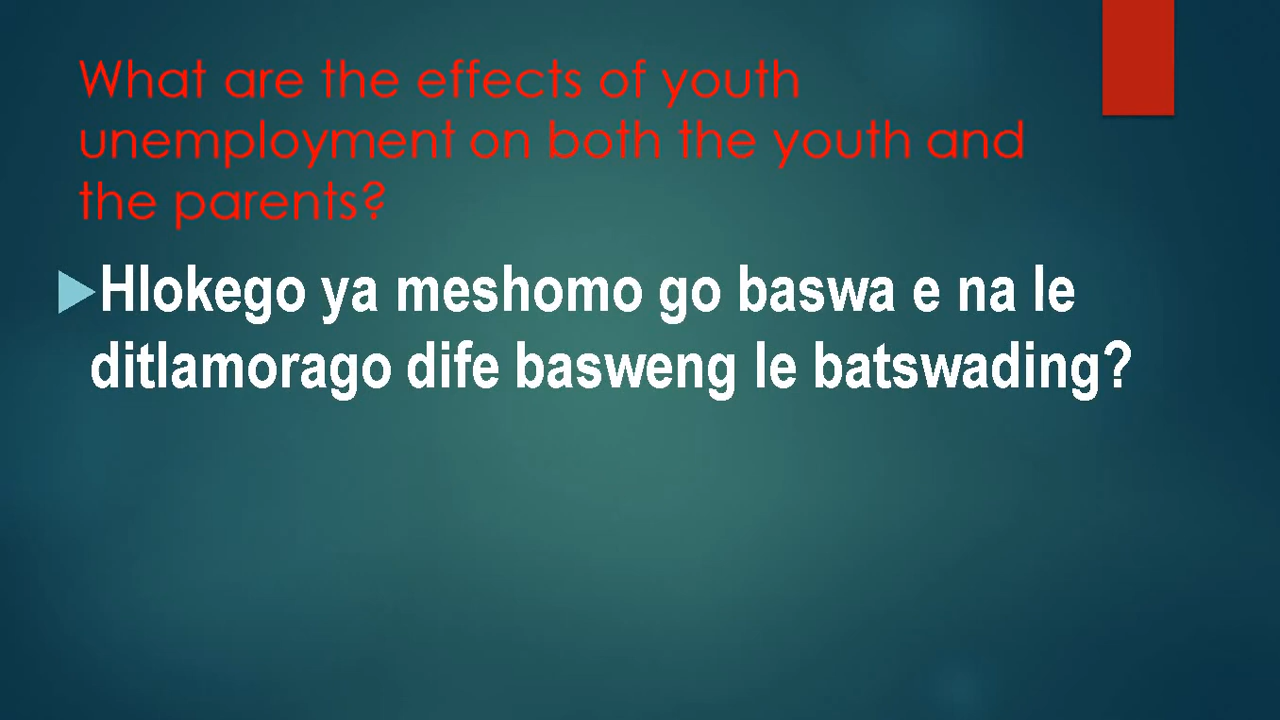 What are the effects of youth
unemployment on both the youth and
the parents?
Hlokego ya meshomo go baswa e na le
ditlamorago dife basweng le batswading?